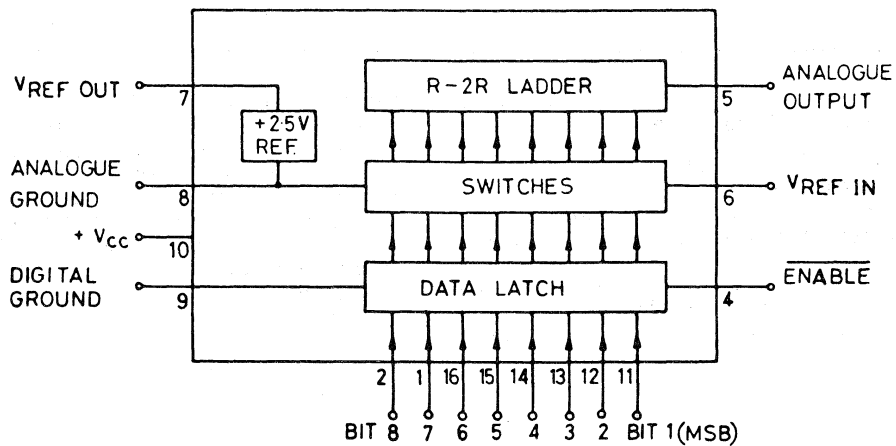 VREF OUT
7
+2·5V
REF.
R-2R LADDER
5
ANALOGUE
OUTPUT
ANALOGUE
GROUND
8
SWITCHES
6
VREF IN
+ VCC
10
DIGITAL
GROUND
9
DATA LATCH
4
ENABLE
2 1 16 15 14 13 12 11
BIT 8 7 6 5 4 3 2 BIT 1 (MSB)